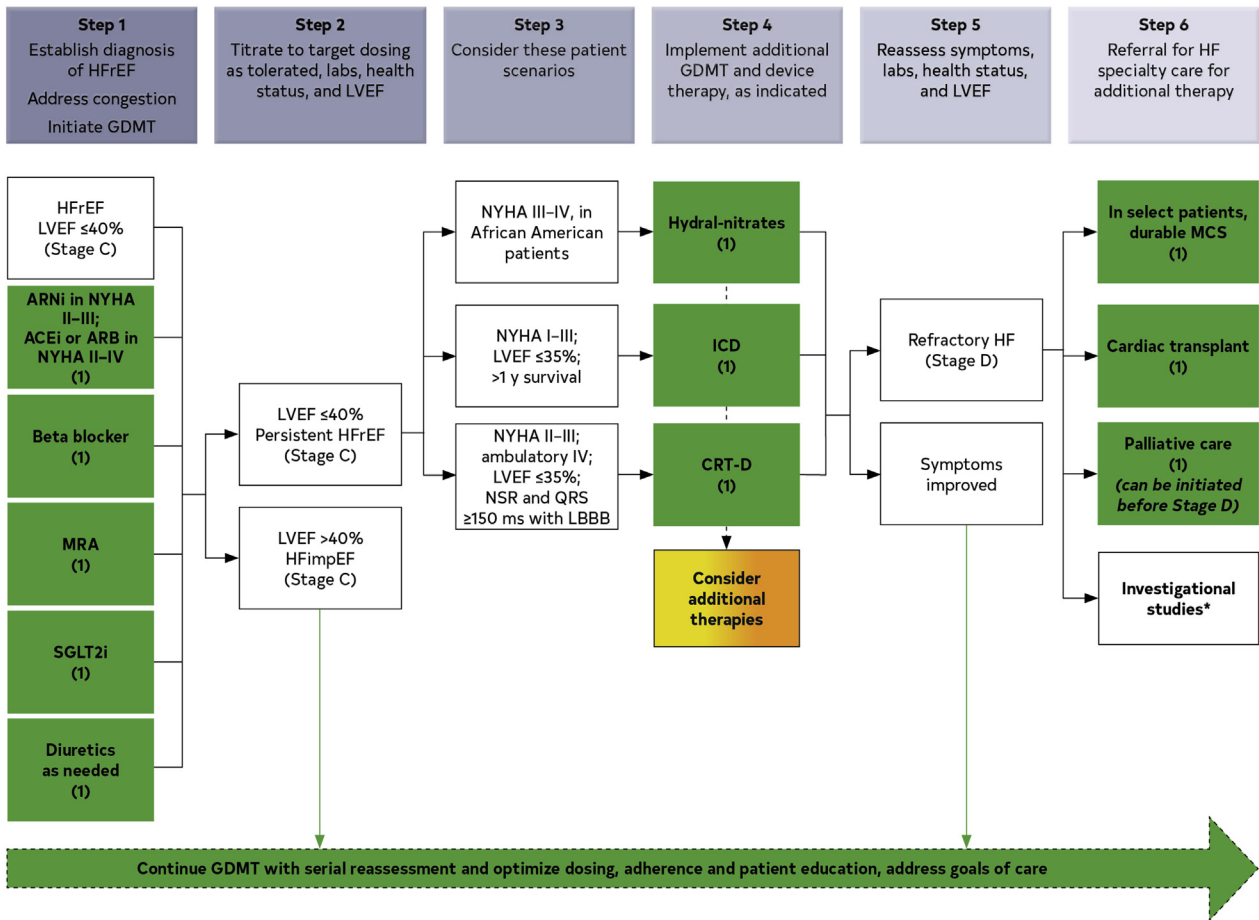 Step 1
Establish diagnosis
of HFrEF
Address congestion
Initiate GDMT
Step 2
Titrate to target dosing
as tolerated, labs, health
status, and LVEF
Step 3
Consider these patient
scenarios
Step 4
Implement additional
GDMT and device
therapy, as indicated
Step 5
Reassess symptoms,
labs, health status,
and LVEF
Step 6
Referral for HF
specialty care for
additional therapy
HFrEF
LVEF ≤40%
(Stage C)
ARNi in NYHA
II–III;
ACEi or ARB in
NYHA II–IV
(1)
Beta blocker
(1)
MRA
(1)
SGLT2i
(1)
Diuretics
as needed
(1)
LVEF ≤40%
Persistent HFrEF
(Stage C)
LVEF >40%
HFimpEF
(Stage C)
NYHA III–IV, in
African American
patients
NYHA I–III;
LVEF ≤35%;
>1 y survival
NYHA II–III;
ambulatory IV;
LVEF ≤35%;
NSR and QRS
≥150 ms with LBBB
Hydral-nitrates
(1)
ICD
(1)
CRT-D
(1)
Consider
additional
therapies
Refractory HF
(Stage D)
Symptoms
improved
In select patients,
durable MCS
(1)
Cardiac transplant
(1)
Palliative care
(1)
(can be initiated
before Stage D)
Investigational
studies*
Continue GDMT with serial reassessment and optimize dosing, adherence and patient education, address goals of care